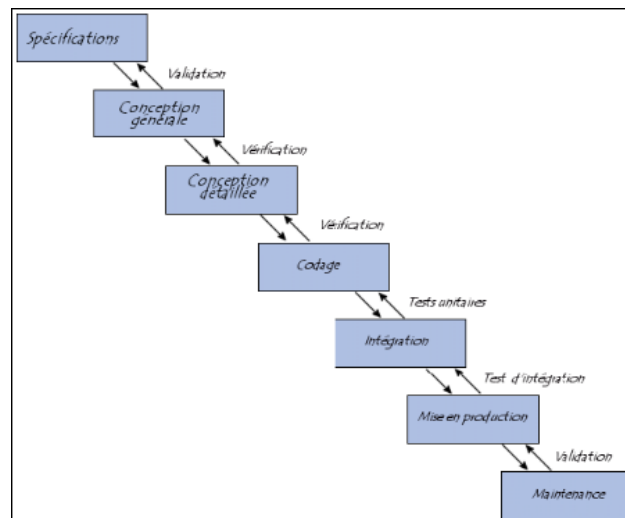 Spécifications
Validation
Conception
générale
Vérification
Conception
détaillée
Vérification
Codage
Tests unitaires
Intégration
Test d'intégration
Mise en production
Validation
Maintenance